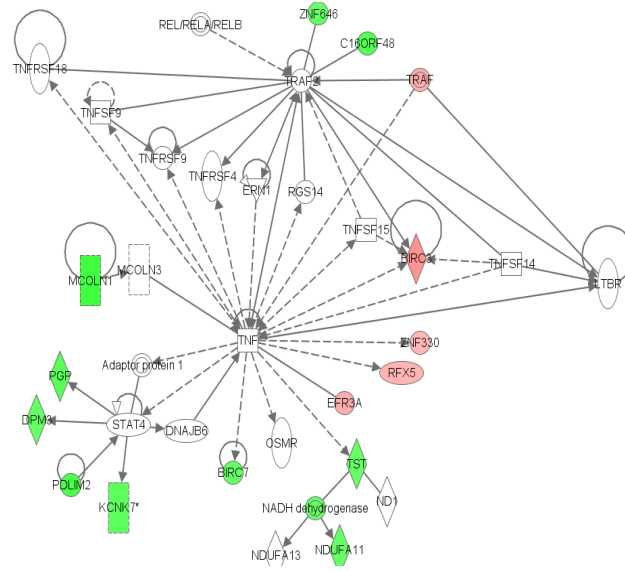 ZNF646
REL/RELA/RELB
C16ORF48
TNFRSF18
TRAF2
TRAF
TNFSF9
TNFRSF9
TNFRSF4
ERN1
RGS14
TNFSF15
BIRC3
TNFSF14
MCOLN3
MCOLN1
LTBR
TNF
ZNF330
Adaptor protein 1
RFX5
PGP
EFR3A
DPM3
STAT4
DNAJB6
OSMR
BIRC7
TST
PDLIM2
KCNK7*
ND1
NADH dehydrogenase
NDUFA13
NDUFA11